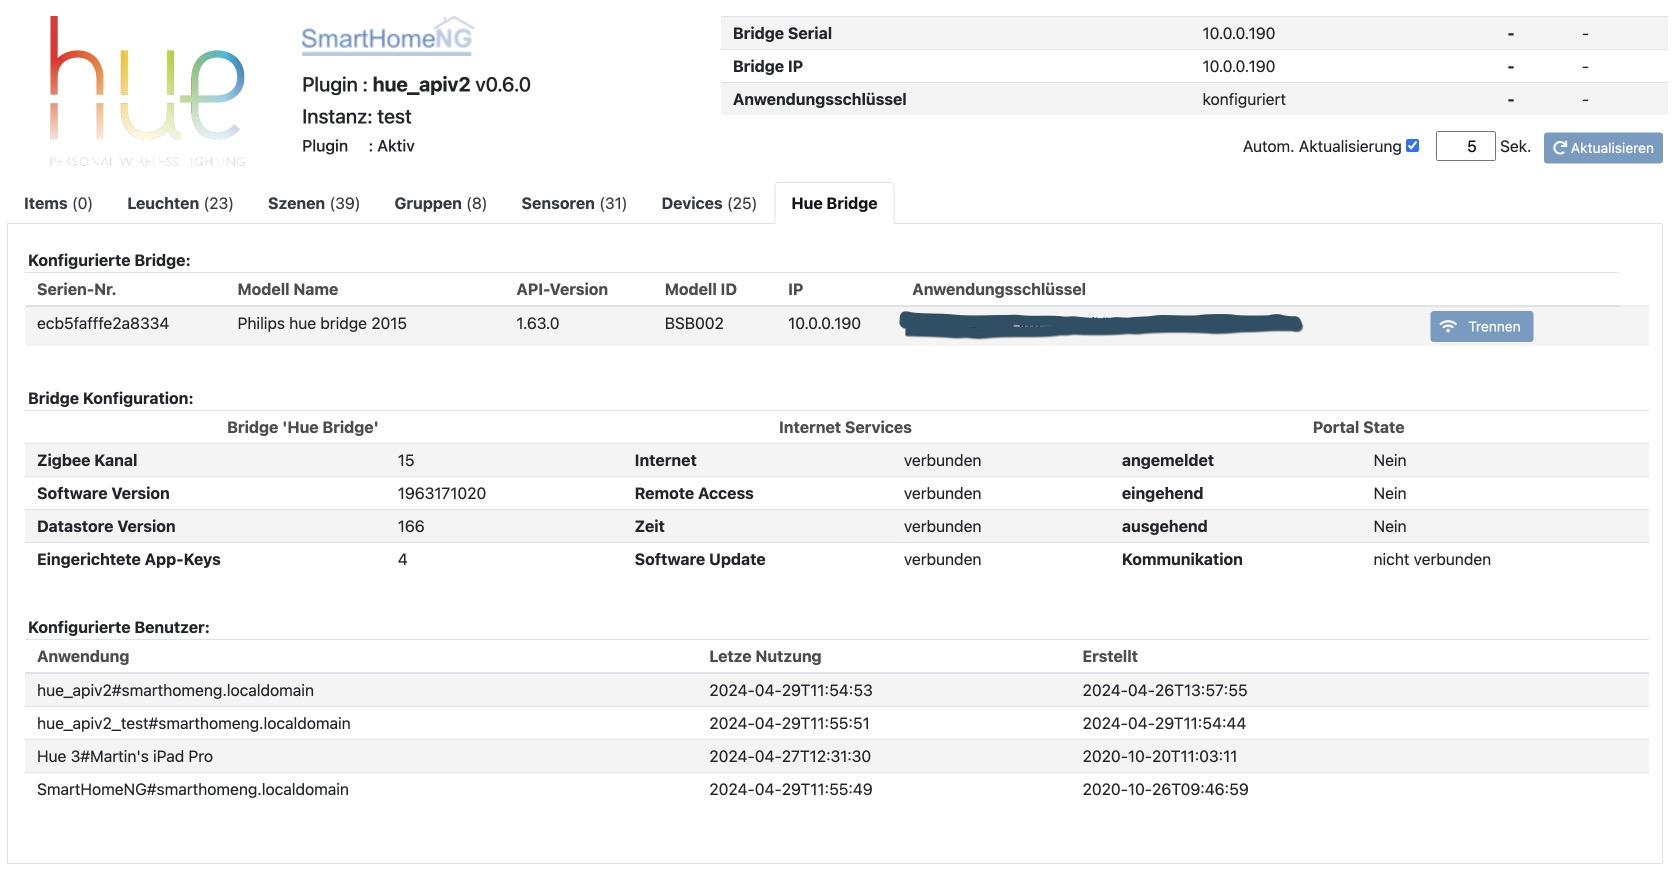 hue
PERSONAL WIRELESS LIGHTING
SmartHomeNG
Plugin : hue_apiv2 v0.6.0
Instanz: test
Plugin : Aktiv
Bridge Serial 10.0.0.190 - -
Bridge IP 10.0.0.190 - -
Anwendungsschlüssel konfiguriert - -
Autom. Aktualisierung 5 Sek. Aktualisieren
Items (0) Leuchten (23) Szenen (39) Gruppen (8) Sensoren (31) Devices (25) Hue Bridge
Konfigurierte Bridge:
Serien-Nr. Modell Name API-Version Modell ID IP Anwendungsschlüssel
ecb5fafffe2a8334 Philips hue bridge 2015 1.63.0 BSB002 10.0.0.190 Trennen
Bridge Konfiguration:
Bridge 'Hue Bridge' Internet Services Portal State
Zigbee Kanal 15 Internet verbunden angemeldet Nein
Software Version 1963171020 Remote Access verbunden eingehend Nein
Datastore Version 166 Zeit verbunden ausgehend Nein
Eingerichtete App-Keys 4 Software Update verbunden Kommunikation nicht verbunden
Konfigurierte Benutzer:
Anwendung Letze Nutzung Erstellt
hue_apiv2#smarthomeng.localdomain 2024-04-29T11:54:53 2024-04-26T13:57:55
hue_apiv2_test#smarthomeng.localdomain 2024-04-29T11:55:51 2024-04-29T11:54:44
Hue 3#Martin's iPad Pro 2024-04-27T12:31:30 2020-10-20T11:03:11
SmartHomeNG#smarthomeng.localdomain 2024-04-29T11:55:49 2020-10-26T09:46:59